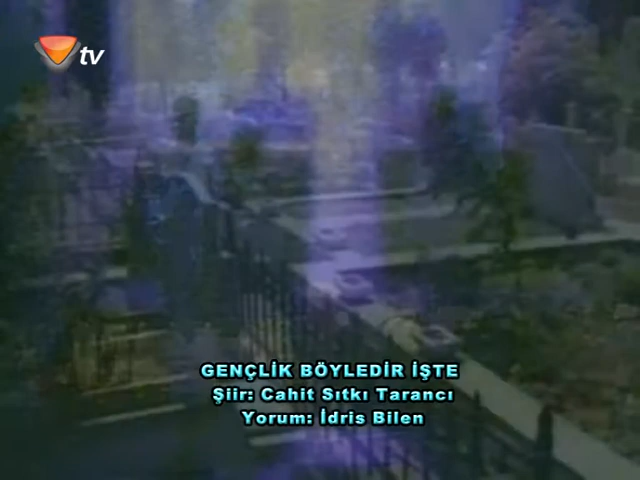 tv
GENÇLİK BÖYLEDİR İŞTE
Şiir: Cahit Sıtkı Tarancı
Yorum: İdris Bilen